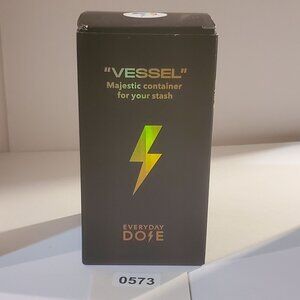 "VESSEL"
Majestic container
for your stash
EVERYDAY
DOSE
0573